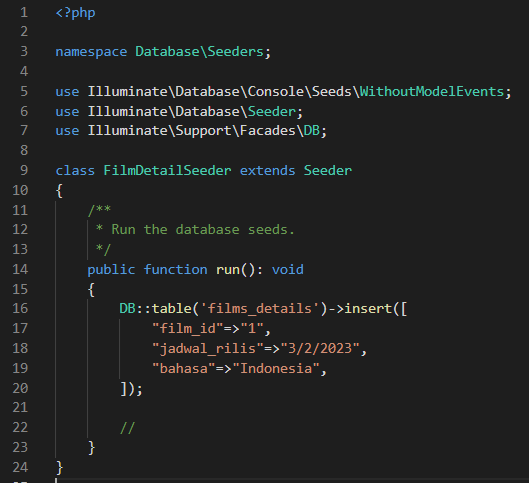 1 <?php
2
3 namespace Database\Seeders;
4
5 use Illuminate\Database\Console\Seeds\WithoutModelEvents;
6 use Illuminate\Database\Seeder;
7 use Illuminate\Support\Facades\DB;
8
9 class FilmDetailSeeder extends Seeder
10 {
11     /**
12      * Run the database seeds.
13      */
14     public function run(): void
15     {
16         DB::table('films_details')->insert([
17             "film_id"=>"1",
18             "jadwal_rilis"=>"3/2/2023",
19             "bahasa"=>"Indonesia",
20         ]);
21
22         //
23     }
24 }